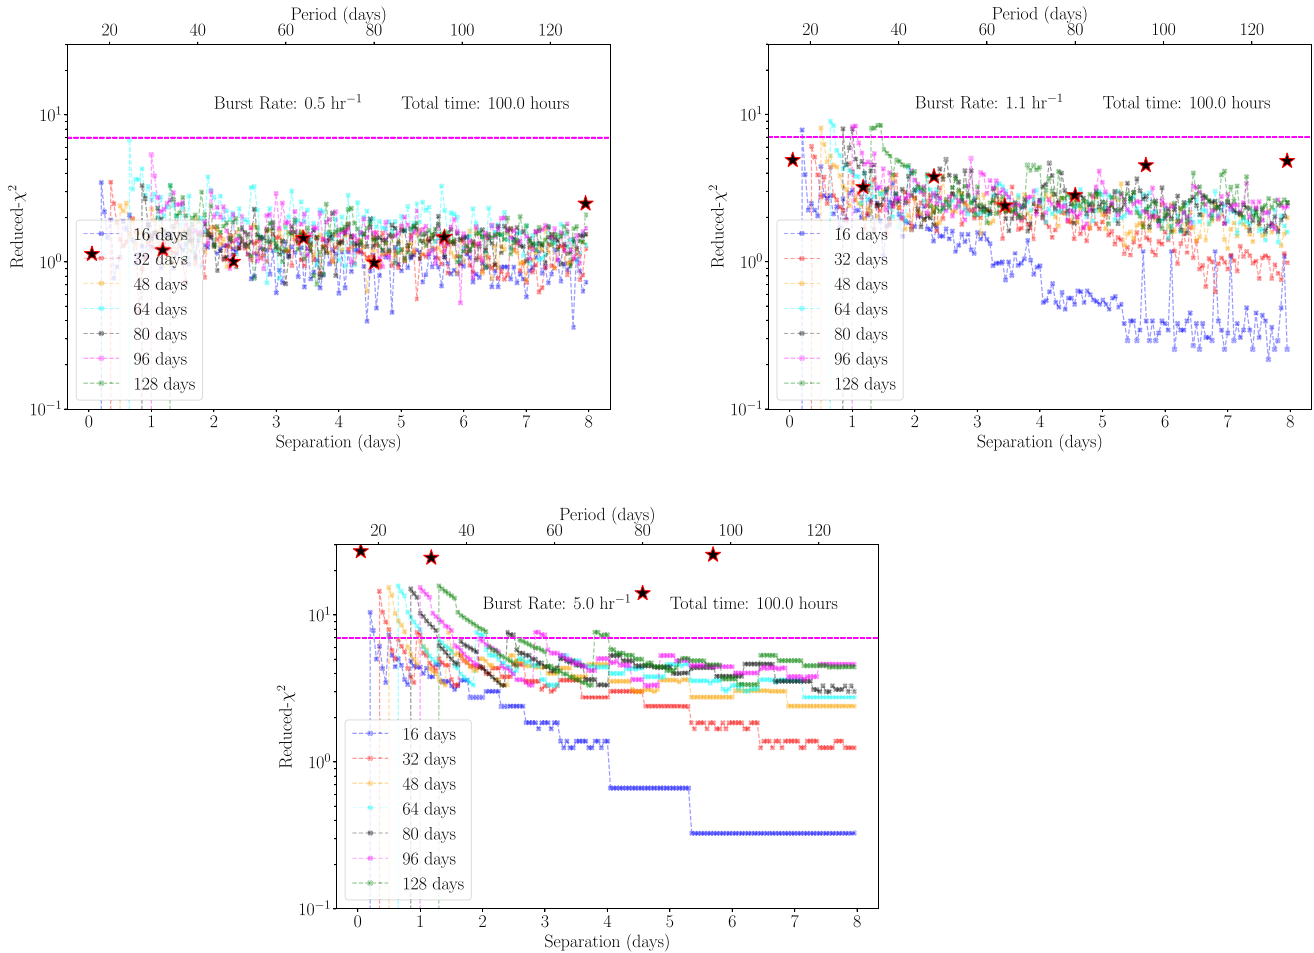 Period (days)
20 40 60 80 100 120
Burst Rate: 0.5 hr⁻¹ Total time: 100.0 hours
Reduced-χ²
10¹
10⁰
10⁻¹
16 days
32 days
48 days
64 days
80 days
96 days
128 days
0 1 2 3 4 5 6 7 8
Separation (days)
Period (days)
20 40 60 80 100 120
Burst Rate: 1.1 hr⁻¹ Total time: 100.0 hours
Reduced-χ²
10¹
10⁰
10⁻¹
16 days
32 days
48 days
64 days
80 days
96 days
128 days
0 1 2 3 4 5 6 7 8
Separation (days)
Period (days)
20 40 60 80 100 120
Burst Rate: 5.0 hr⁻¹ Total time: 100.0 hours
Reduced-χ²
10¹
10⁰
10⁻¹
16 days
32 days
48 days
64 days
80 days
96 days
128 days
0 1 2 3 4 5 6 7 8
Separation (days)